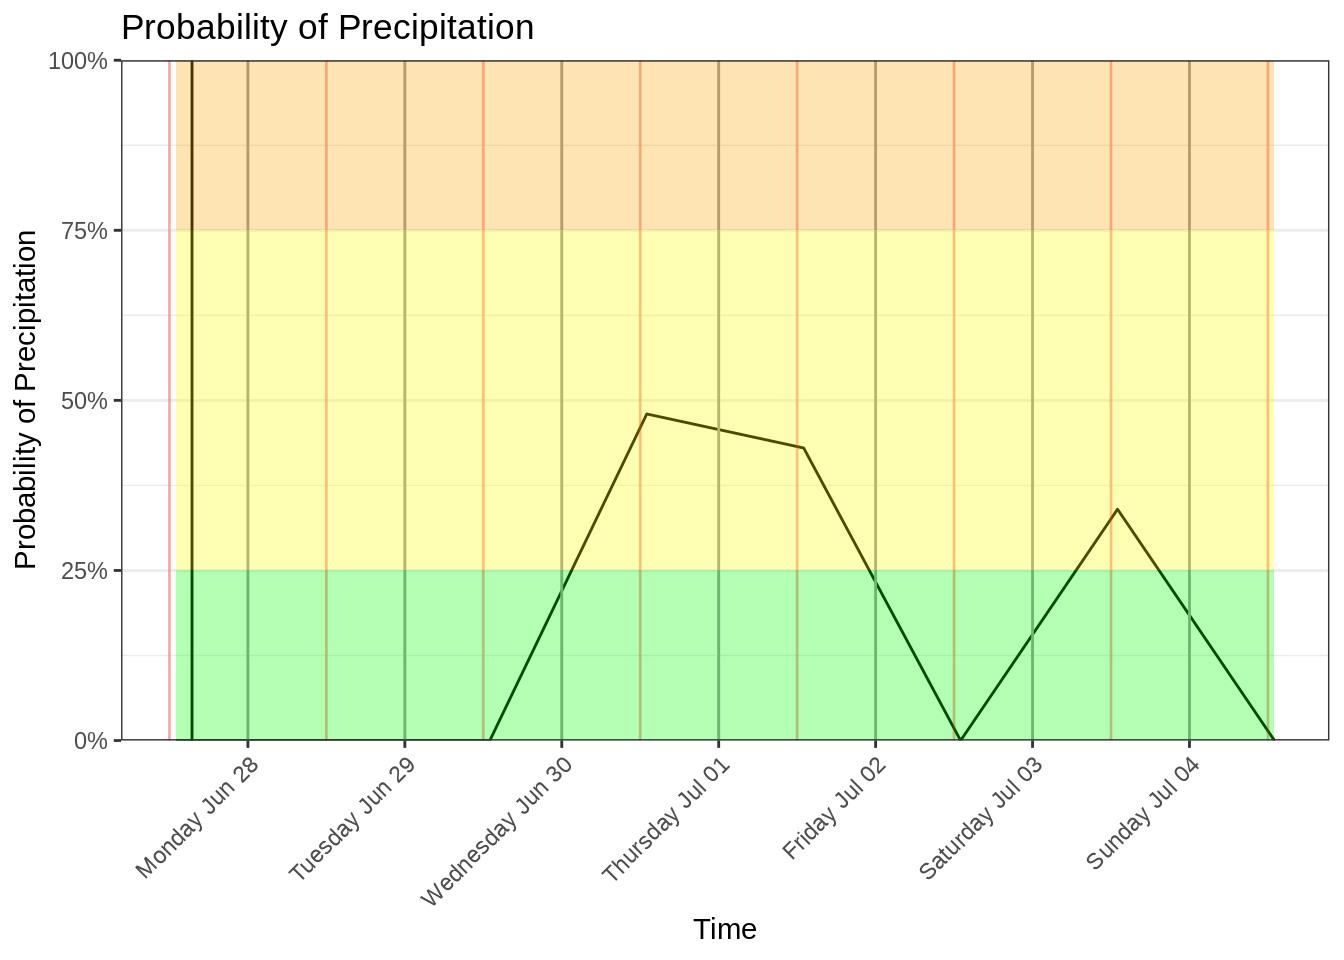 Probability of Precipitation
Probability of Precipitation
100%
75%
50%
25%
0%
Monday Jun 28
Tuesday Jun 29
Wednesday Jun 30
Thursday Jul 01
Friday Jul 02
Saturday Jul 03
Sunday Jul 04
Time